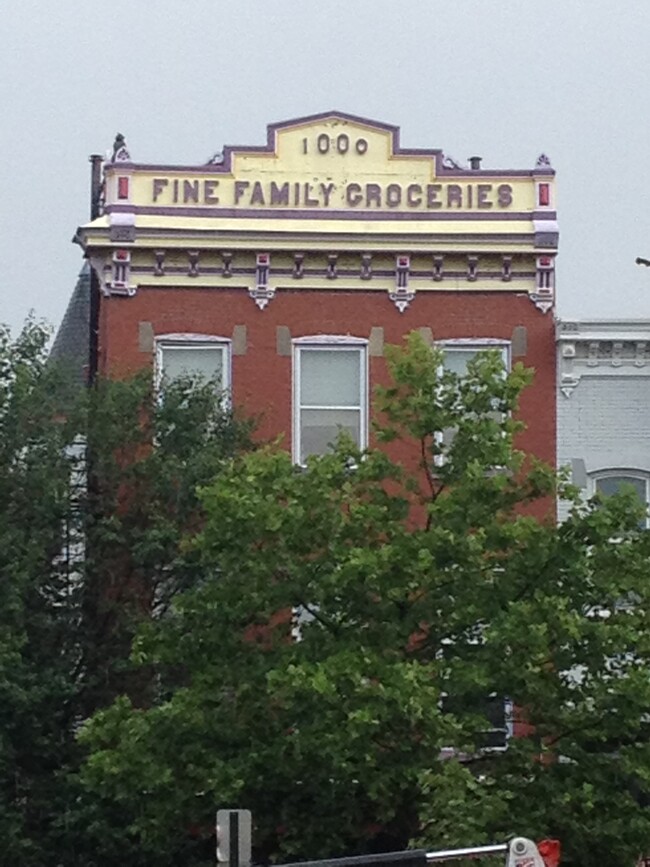 1000
FINE FAMILY GROCERIES